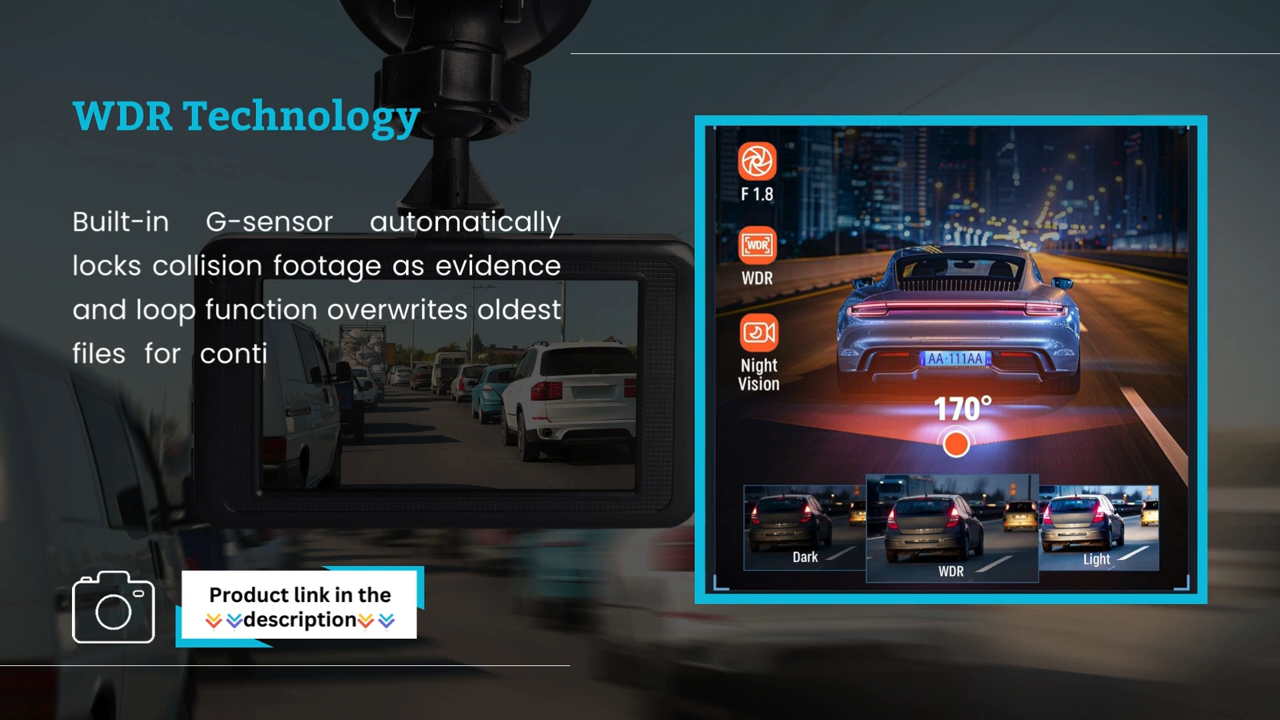 WDR Technology
Built-in G-sensor automatically
locks collision footage as evidence
and loop function overwrites oldest
files for conti
Product link in the
description
F 1.8
WDR
WDR
Night
Vision
AA·111AA
170°
Dark
WDR
Light